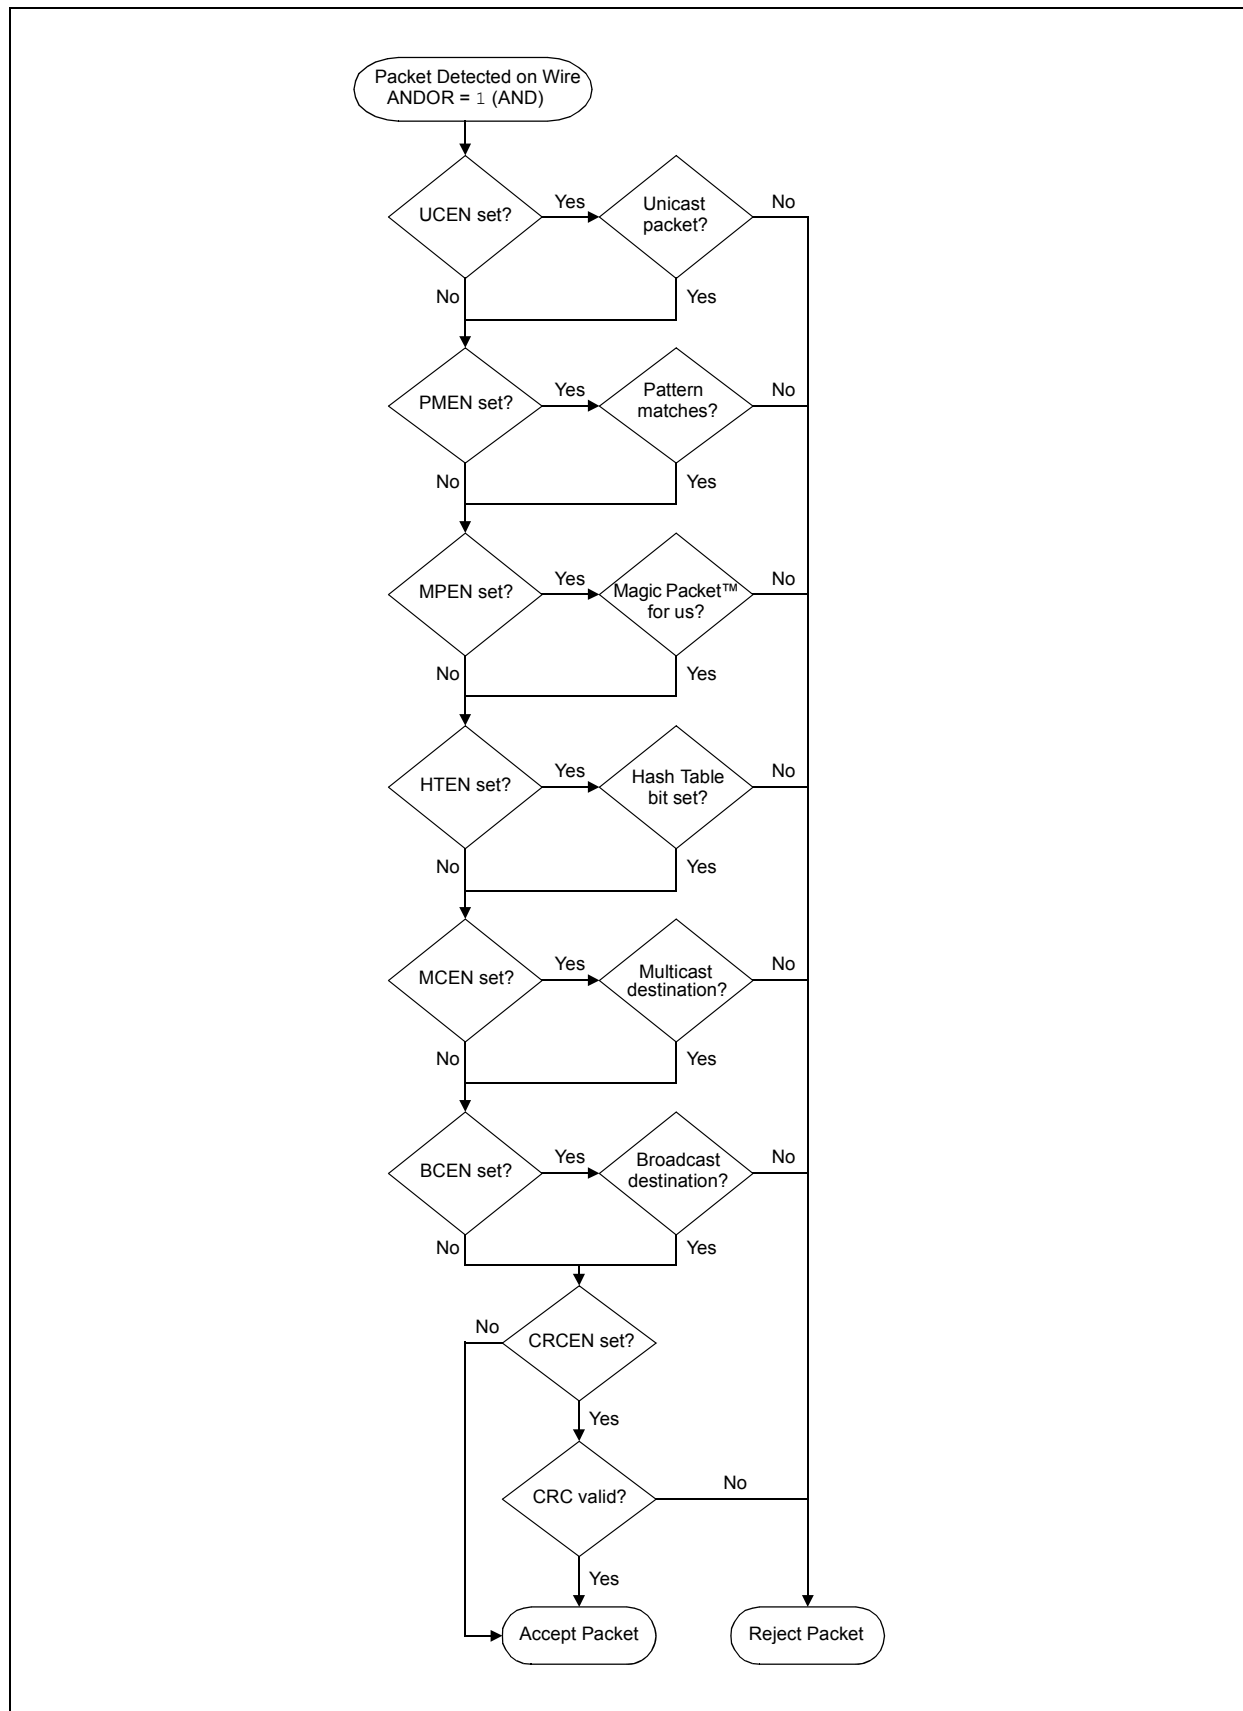 Packet Detected on Wire
ANDOR = 1 (AND)
UCEN set?
Yes
Unicast
packet?
No
No
Yes
PMEN set?
Yes
Pattern
matches?
No
No
Yes
MPEN set?
Yes
Magic Packet™
for us?
No
No
Yes
HTEN set?
Yes
Hash Table
bit set?
No
No
Yes
MCEN set?
Yes
Multicast
destination?
No
No
Yes
BCEN set?
Yes
Broadcast
destination?
No
No
Yes
No
CRCEN set?
Yes
CRC valid?
No
Yes
Accept Packet
Reject Packet